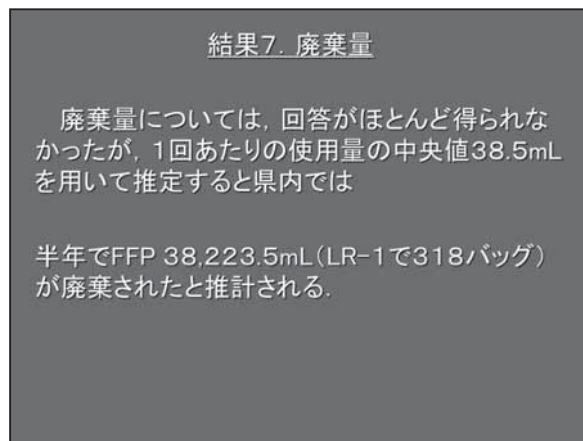 結果７．廃棄量
廃棄量については，回答がほとんど得られな
かったが，１回あたりの使用量の中央値38.5mL
を用いて推定すると県内では
半年でFFP 38,223.5mL（LR-1で318バッグ）
が廃棄されたと推計される．